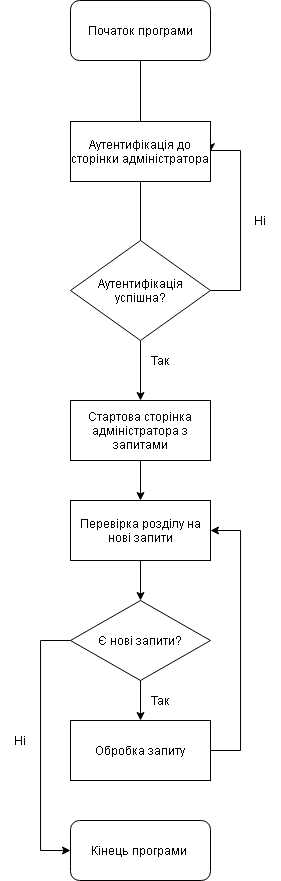 Початок програми
Аутентифікація до
сторінки адміністратора
Ні
Аутентифікація
успішна?
Так
Стартова сторінка
адміністратора з
запитами
Перевірка розділу на
нові запити
Є нові запити?
Так
Ні
Обробка запиту
Кінець програми